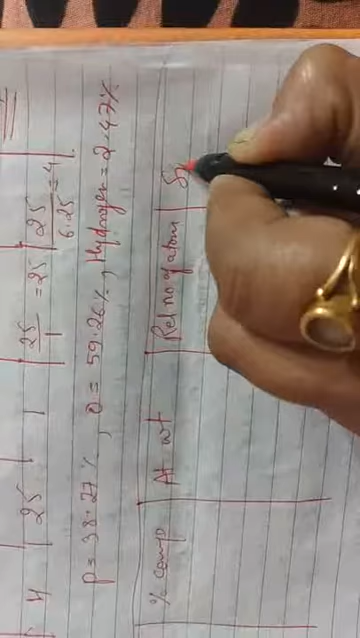 H 25 1 25/1 = 25 25/6.25 = 4
P = 38.27%, O = 59.26%, Hydrogen = 2.47%
% comp At wt Rel no of atom S